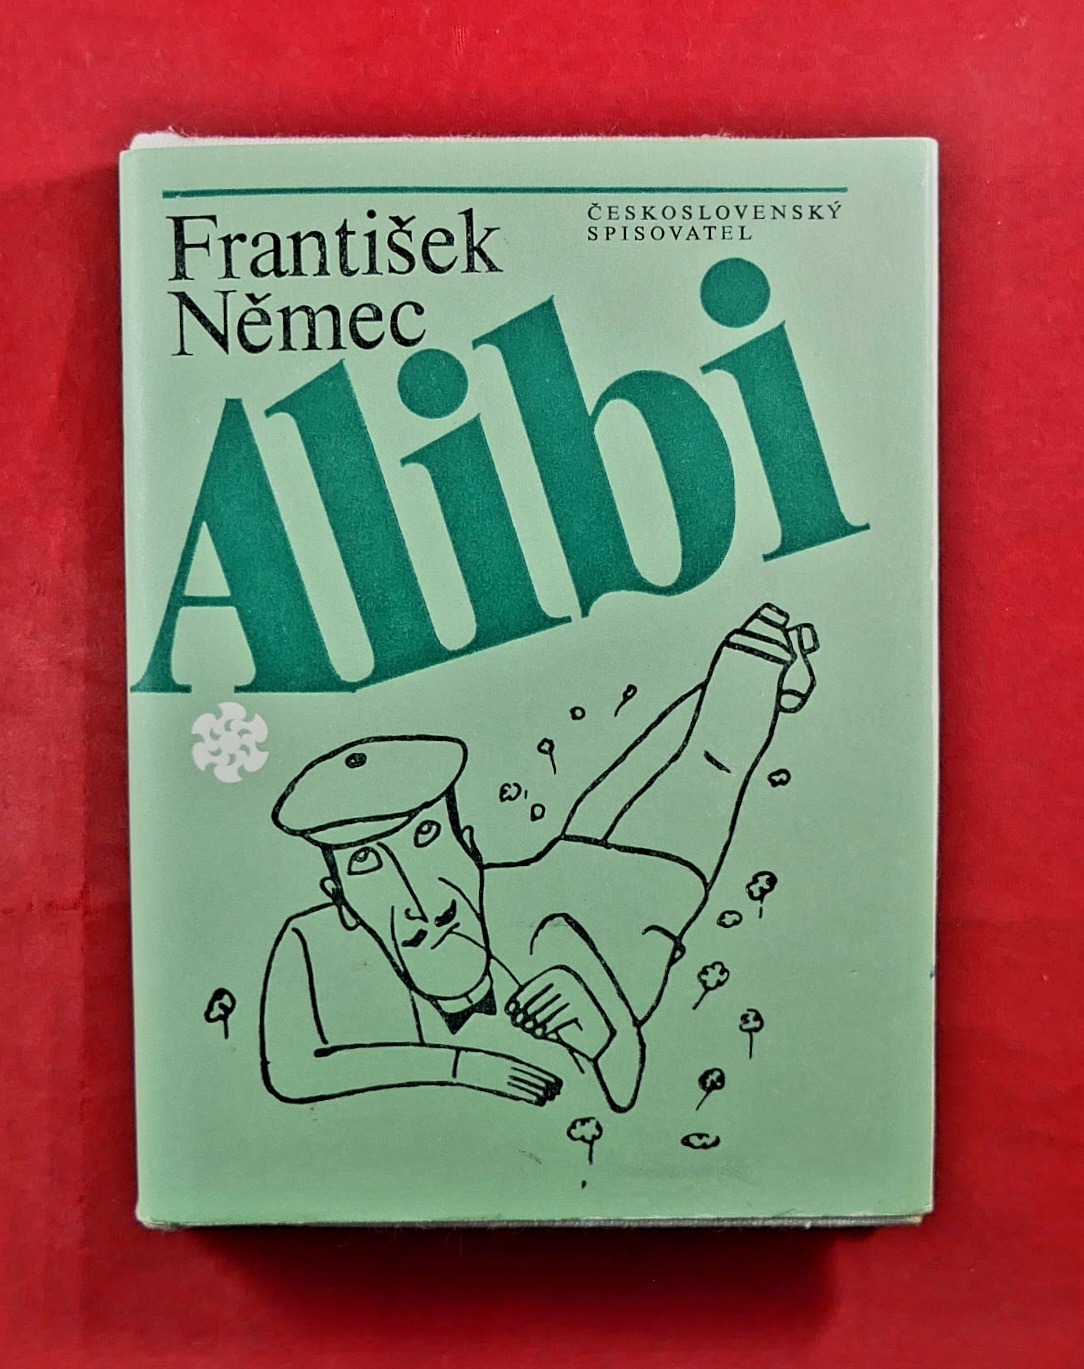 František
Němec
ČESKOSLOVENSKÝ
SPISOVATEL
Alibi